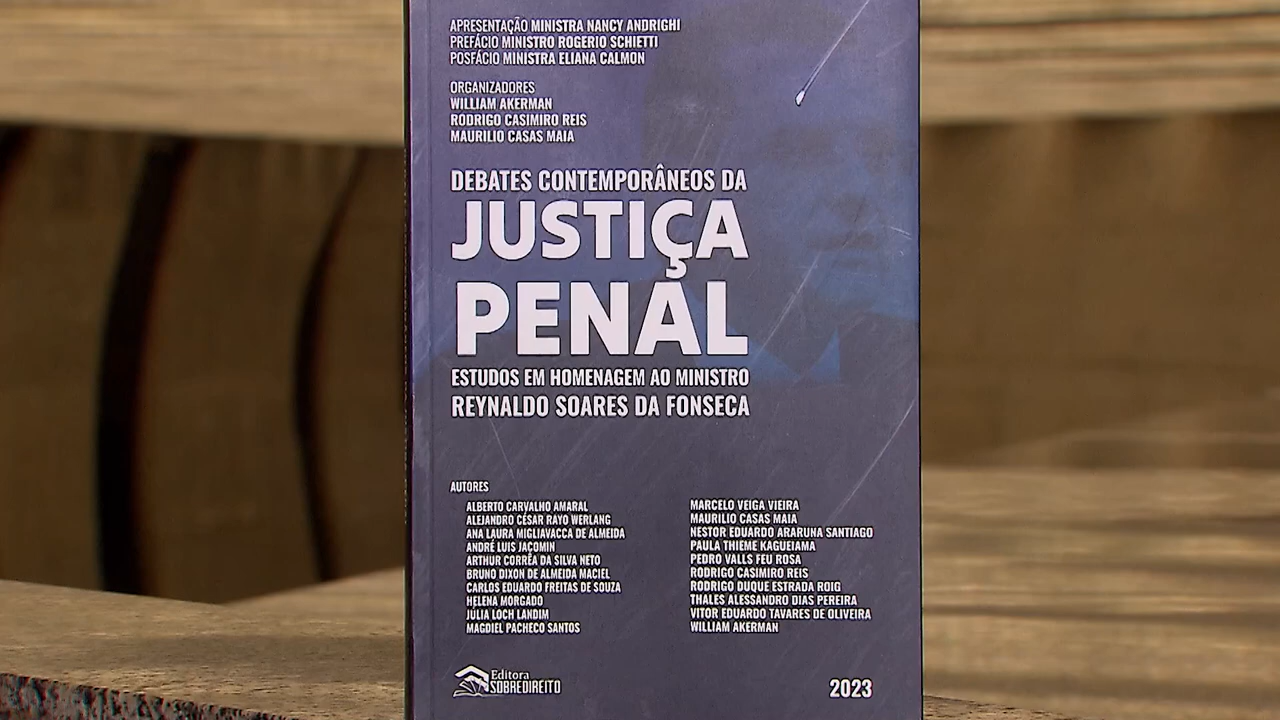 APRESENTAÇÃO MINISTRA NANCY ANDRIGHI
PREFÁCIO MINISTRO ROGERIO SCHIETTI
POSFÁCIO MINISTRA ELIANA CALMON
ORGANIZADORES
WILLIAM AKERMAN
RODRIGO CASIMIRO REIS
MAURILIO CASAS MAIA
DEBATES CONTEMPORÂNEOS DA
JUSTIÇA
PENAL
ESTUDOS EM HOMENAGEM AO MINISTRO
REYNALDO SOARES DA FONSECA
AUTORES
ALBERTO CARVALHO AMARAL
ALEJANDRO CÉSAR RAYO WERLANG
ANA LAURA MIGLIAVACCA DE ALMEIDA
ANDRÉ LUIS JACOMIN
ARTHUR CORRÊA DA SILVA NETO
BRUNO DIXON DE ALMEIDA MACIEL
CARLOS EDUARDO FREITAS DE SOUZA
HELENA MORGADO
JÚLIA LOCH LANDIM
MAGDIEL PACHECO SANTOS
MARCELO VEIGA VIEIRA
MAURILIO CASAS MAIA
NESTOR EDUARDO ARARUNA SANTIAGO
PAULA THIEME KAGUEIAMA
PEDRO VALLS FEU ROSA
RODRIGO CASIMIRO REIS
RODRIGO DUQUE ESTRADA ROIG
THALES ALESSANDRO DIAS PEREIRA
VITOR EDUARDO TAVARES DE OLIVEIRA
WILLIAM AKERMAN
Editora
SOBREDIREITO
2023